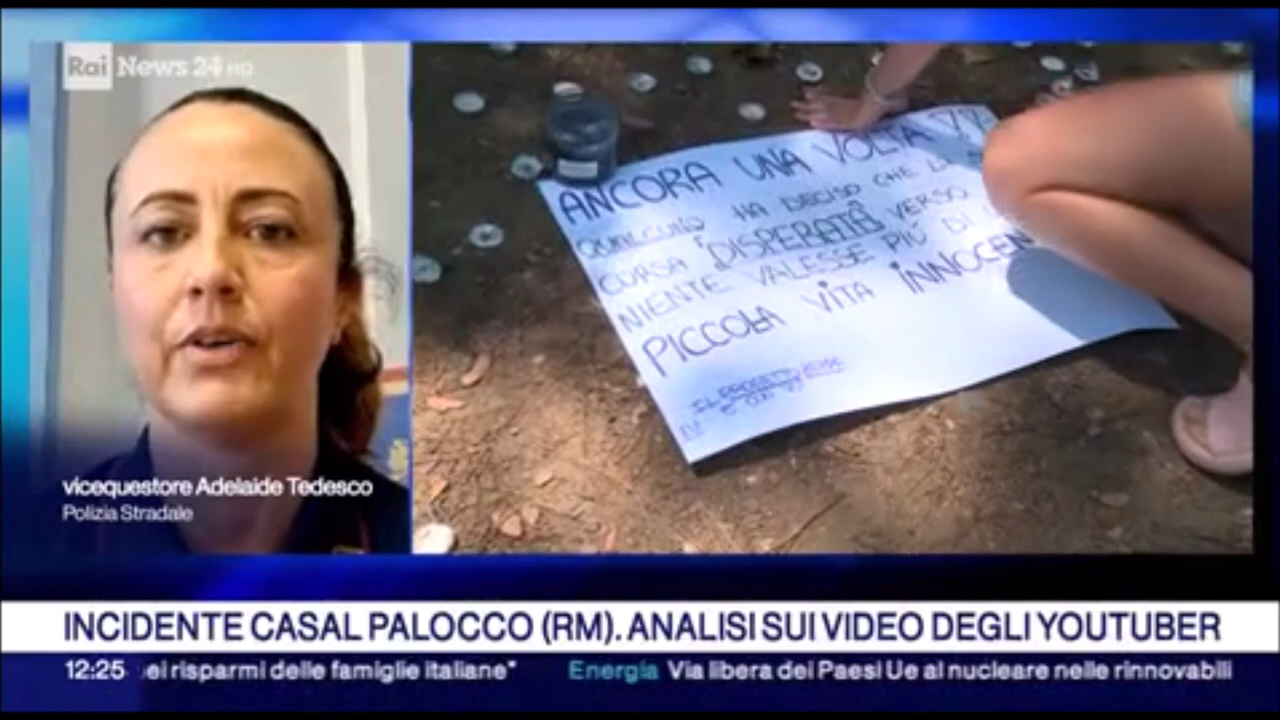 Rai News 24 HD
ANCORA UNA VOLTA
QUALCUNO HA DECISO CHE
CORSA "DISPERATA" VERSO
NIENTE VALESSE PIÙ DI
PICCOLA VITA INNOCEN
vicequestore Adelaide Tedesco
Polizia Stradale
INCIDENTE CASAL PALOCCO (RM). ANALISI SUI VIDEO DEGLI YOUTUBER
12:25 ei risparmi delle famiglie italiane" Energia Via libera dei Paesi Ue al nucleare nelle rinnovabili